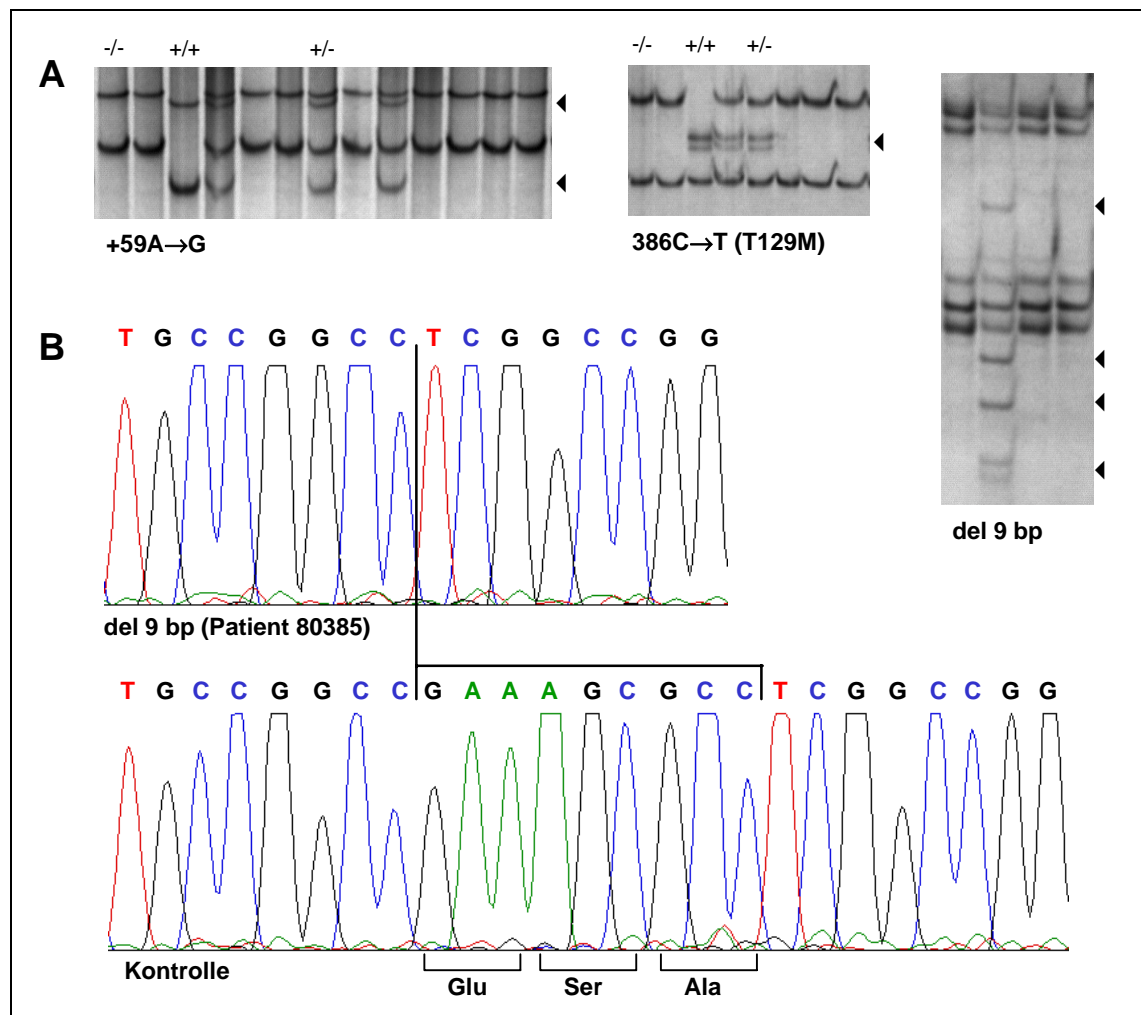 -/- +/+ +/-
-/- +/+ +/-
A
+59A→G
386C→T (T129M)
del 9 bp
B
T G C C G G C C T C G G C C G G
del 9 bp (Patient 80385)
T G C C G G C C G A A A G C G C C T C G G C C G G
Kontrolle
Glu Ser Ala